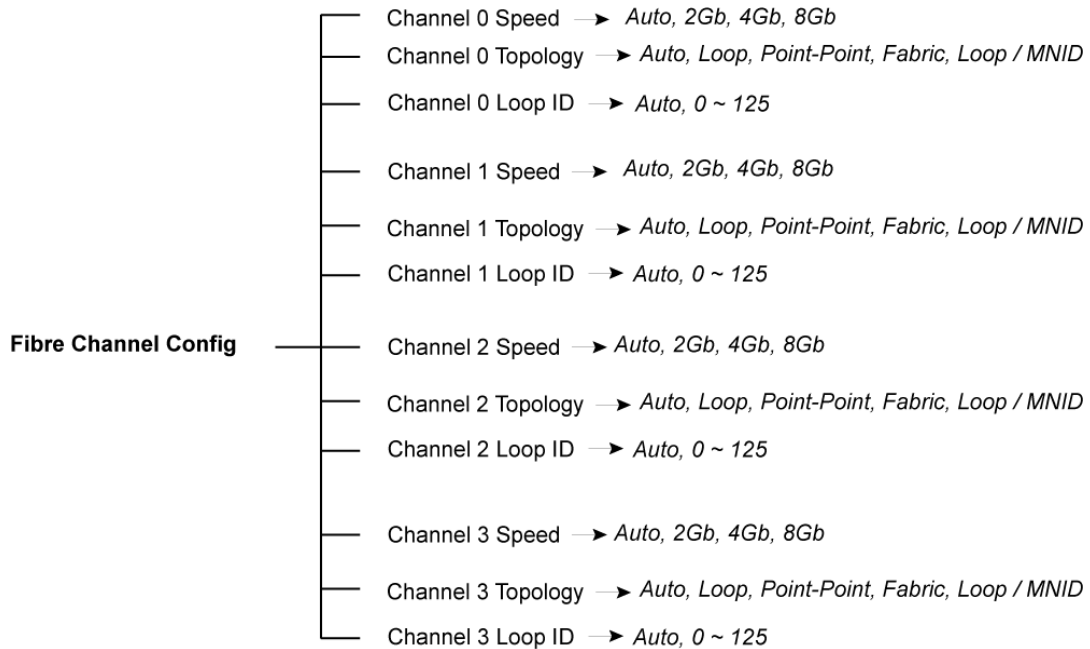 Channel 0 Speed Auto, 2Gb, 4Gb, 8Gb
Channel 0 Topology Auto, Loop, Point-Point, Fabric, Loop / MNID
Channel 0 Loop ID Auto, 0 ~ 125
Channel 1 Speed Auto, 2Gb, 4Gb, 8Gb
Channel 1 Topology Auto, Loop, Point-Point, Fabric, Loop / MNID
Channel 1 Loop ID Auto, 0 ~ 125
Fibre Channel Config Channel 2 Speed Auto, 2Gb, 4Gb, 8Gb
Channel 2 Topology Auto, Loop, Point-Point, Fabric, Loop / MNID
Channel 2 Loop ID Auto, 0 ~ 125
Channel 3 Speed Auto, 2Gb, 4Gb, 8Gb
Channel 3 Topology Auto, Loop, Point-Point, Fabric, Loop / MNID
Channel 3 Loop ID Auto, 0 ~ 125